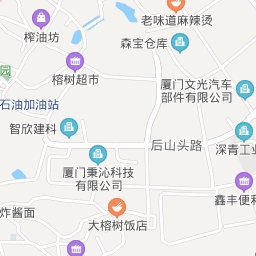 老味道麻辣烫
榨油坊
森宝仓库
园
榕树超市
厦门文光汽车
部件有限公司
石油加油站
智欣建科
后山头路
深青工业
厦门秉沁科技
有限公司
鑫丰便利
炸酱面
大榕树饭店